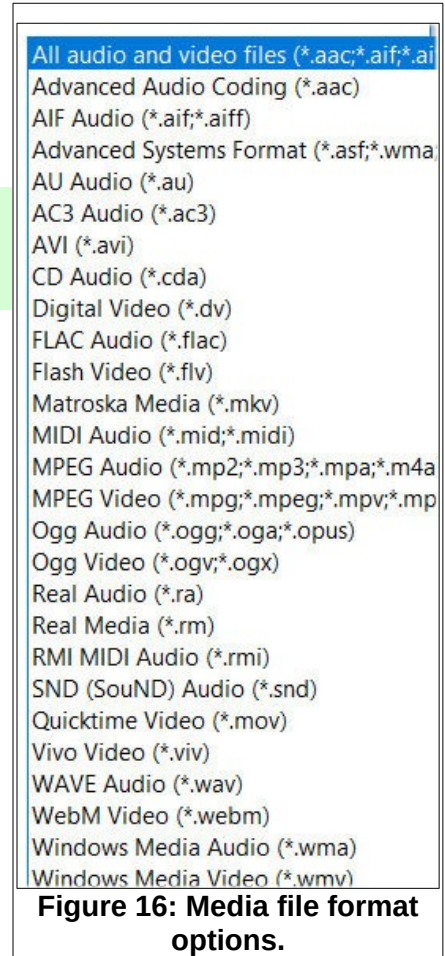 All audio and video files (*.aac;*.aif;*.ai
Advanced Audio Coding (*.aac)
AIF Audio (*.aif;*.aiff)
Advanced Systems Format (*.asf;*.wma;
AU Audio (*.au)
AC3 Audio (*.ac3)
AVI (*.avi)
CD Audio (*.cda)
Digital Video (*.dv)
FLAC Audio (*.flac)
Flash Video (*.flv)
Matroska Media (*.mkv)
MIDI Audio (*.mid;*.midi)
MPEG Audio (*.mp2;*.mp3;*.mpa;*.m4a
MPEG Video (*.mpg;*.mpeg;*.mpv;*.mp
Ogg Audio (*.ogg;*.oga;*.opus)
Ogg Video (*.ogv;*.ogx)
Real Audio (*.ra)
Real Media (*.rm)
RMI MIDI Audio (*.rmi)
SND (SouND) Audio (*.snd)
Quicktime Video (*.mov)
Vivo Video (*.viv)
WAVE Audio (*.wav)
WebM Video (*.webm)
Windows Media Audio (*.wma)
Windows Media Video (*.wmv)
Figure 16: Media file format
options.